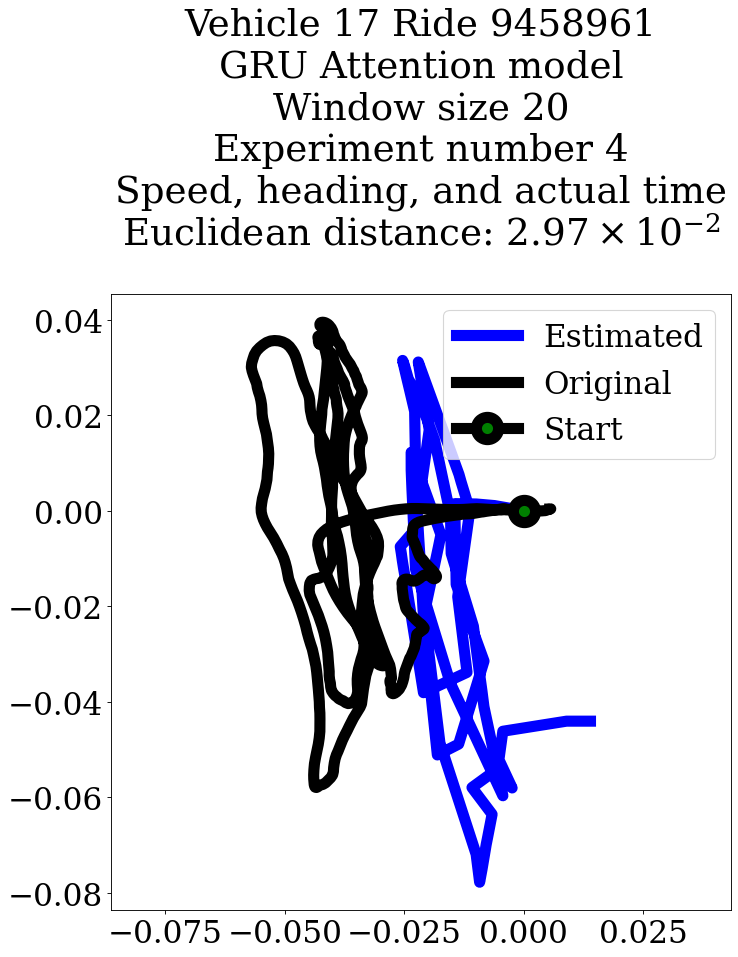 Vehicle 17 Ride 9458961
GRU Attention model
Window size 20
Experiment number 4
Speed, heading, and actual time
Euclidean distance: 2.97 × 10⁻²
Estimated
Original
Start
0.04
0.02
0.00
−0.02
−0.04
−0.06
−0.08
−0.075 −0.050 −0.025 0.000 0.025